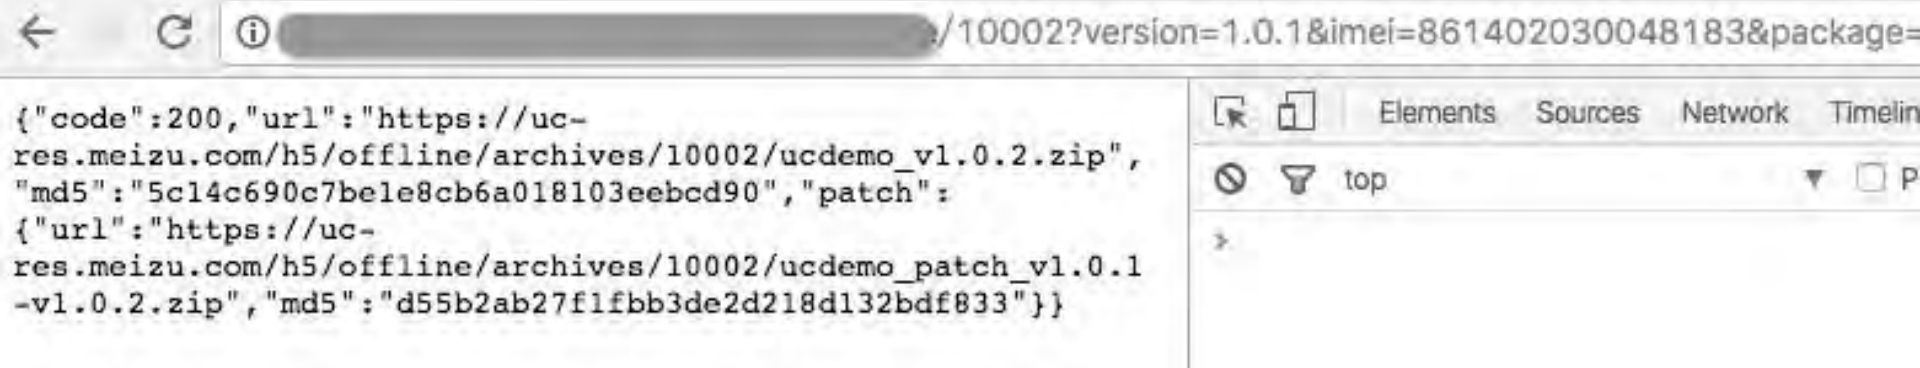 /10002?version=1.0.1&imei=861402030048183&package=
{"code":200,"url":"https://uc-
res.meizu.com/h5/offline/archives/10002/ucdemo_v1.0.2.zip",
"md5":"5c14c690c7be1e8cb6a018103eebcd90","patch":
{"url":"https://uc-
res.meizu.com/h5/offline/archives/10002/ucdemo_patch_v1.0.1
-v1.0.2.zip","md5":"d55b2ab27f1fbb3de2d218d132bdf833"}}
Elements Sources Network Timelin
top P